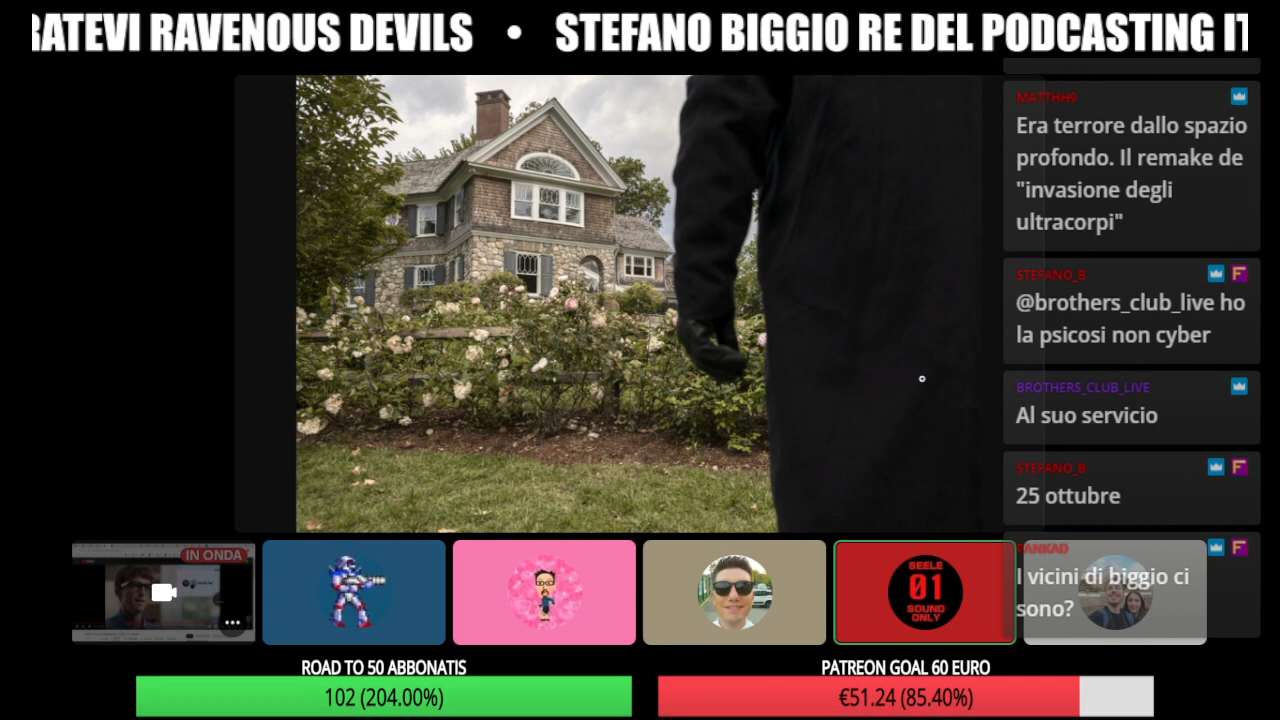 RATEVI RAVENOUS DEVILS • STEFANO BIGGIO RE DEL PODCASTING IT
MATTHH9
Era terrore dallo spazio
profondo. Il remake de
"invasione degli
ultracorpi"
STEFANO_B
@brothers_club_live ho
la psicosi non cyber
BROTHERS_CLUB_LIVE
Al suo servicio
STEFANO_B
25 ottubre
PANKAD
I vicini di biggio ci
sono?
IN ONDA
SEELE
01
SOUND
ONLY
ROAD TO 50 ABBONATIS
102 (204.00%)
PATREON GOAL 60 EURO
€51.24 (85.40%)